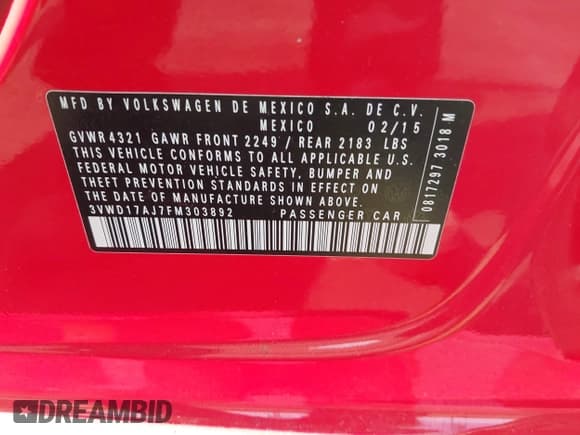 MFD BY VOLKSWAGEN DE MEXICO S.A. DE C.V.
MEXICO 02/15
GVWR 4321 GAWR FRONT 2249 / REAR 2183 LBS
THIS VEHICLE CONFORMS TO ALL APPLICABLE U.S.
FEDERAL MOTOR VEHICLE SAFETY, BUMPER AND
THEFT PREVENTION STANDARDS IN EFFECT ON
THE DATE OF MANUFACTURE SHOWN ABOVE.
3VWD17AJ7FM303892 PASSENGER CAR
0817297 3018 M
DREAMBID